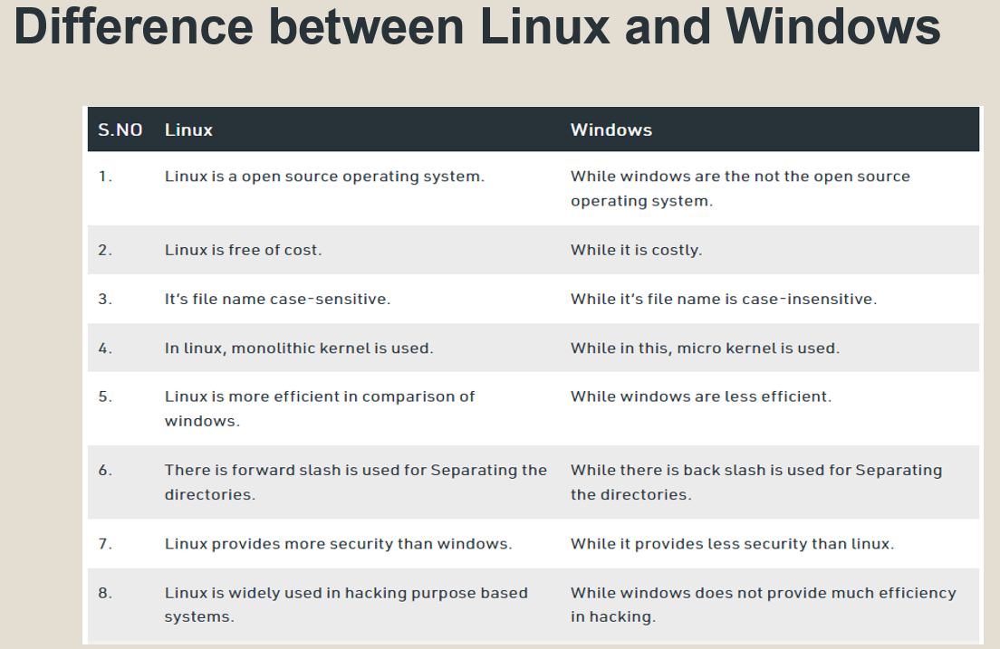 Difference between Linux and Windows
S.NO Linux Windows
1. Linux is a open source operating system. While windows are the not the open source
operating system.
2. Linux is free of cost. While it is costly.
3. It's file name case-sensitive. While it's file name is case-insensitive.
4. In linux, monolithic kernel is used. While in this, micro kernel is used.
5. Linux is more efficient in comparison of While windows are less efficient.
windows.
6. There is forward slash is used for Separating the While there is back slash is used for Separating
directories. the directories.
7. Linux provides more security than windows. While it provides less security than linux.
8. Linux is widely used in hacking purpose based While windows does not provide much efficiency
systems. in hacking.